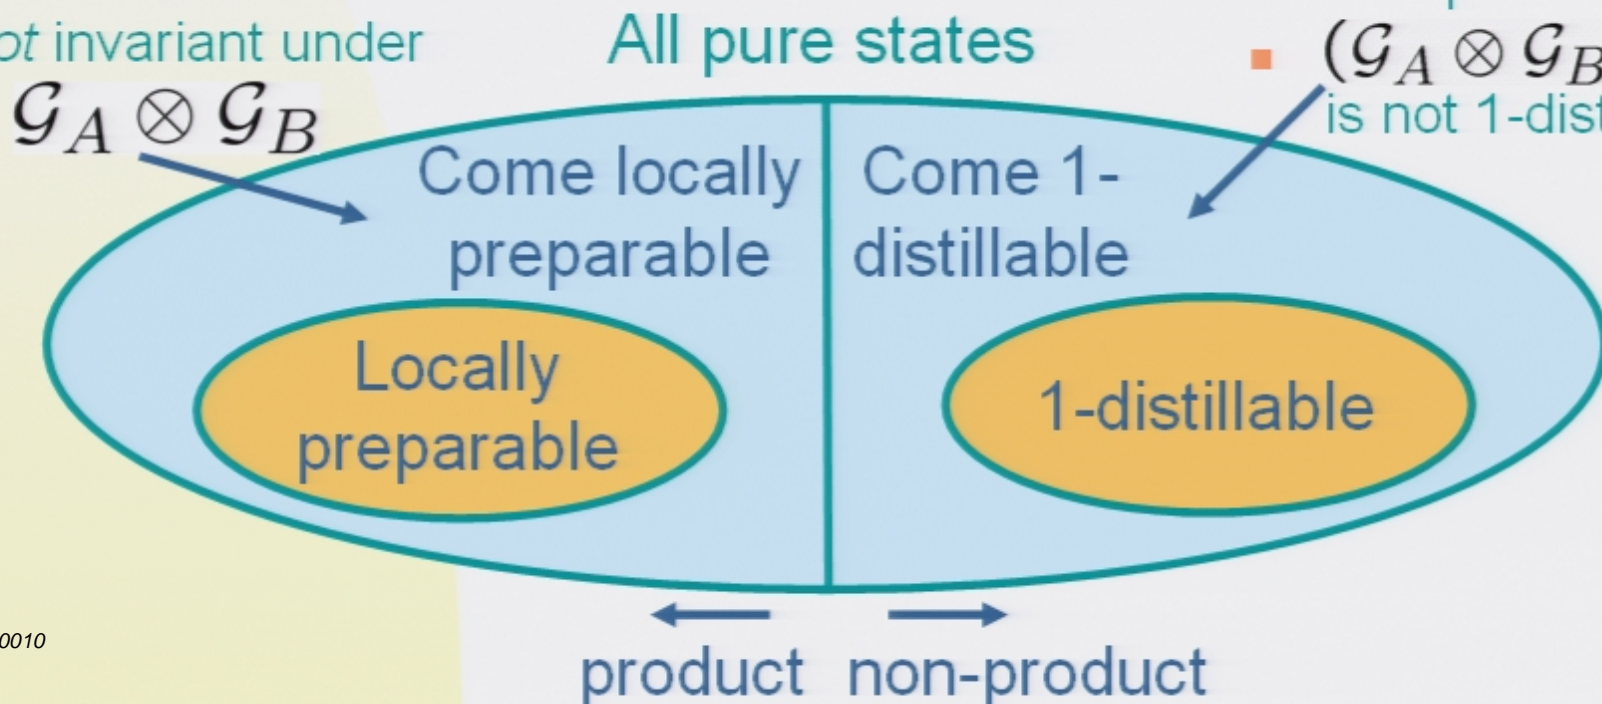 invariant under
𝒢_A ⊗ 𝒢_B
All pure states
(𝒢_A ⊗ 𝒢_B
is not 1-dist
Come locally
preparable
Come 1-
distillable
Locally
preparable
1-distillable
product non-product
0010